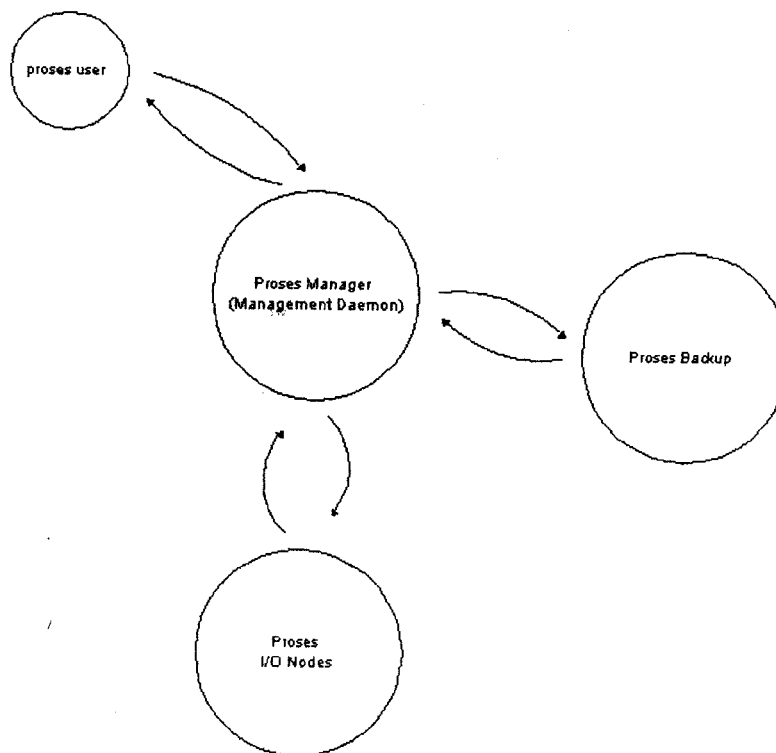 proses user
Proses Manager
(Management Daemon)
Proses Backup
Proses
I/O Nodes